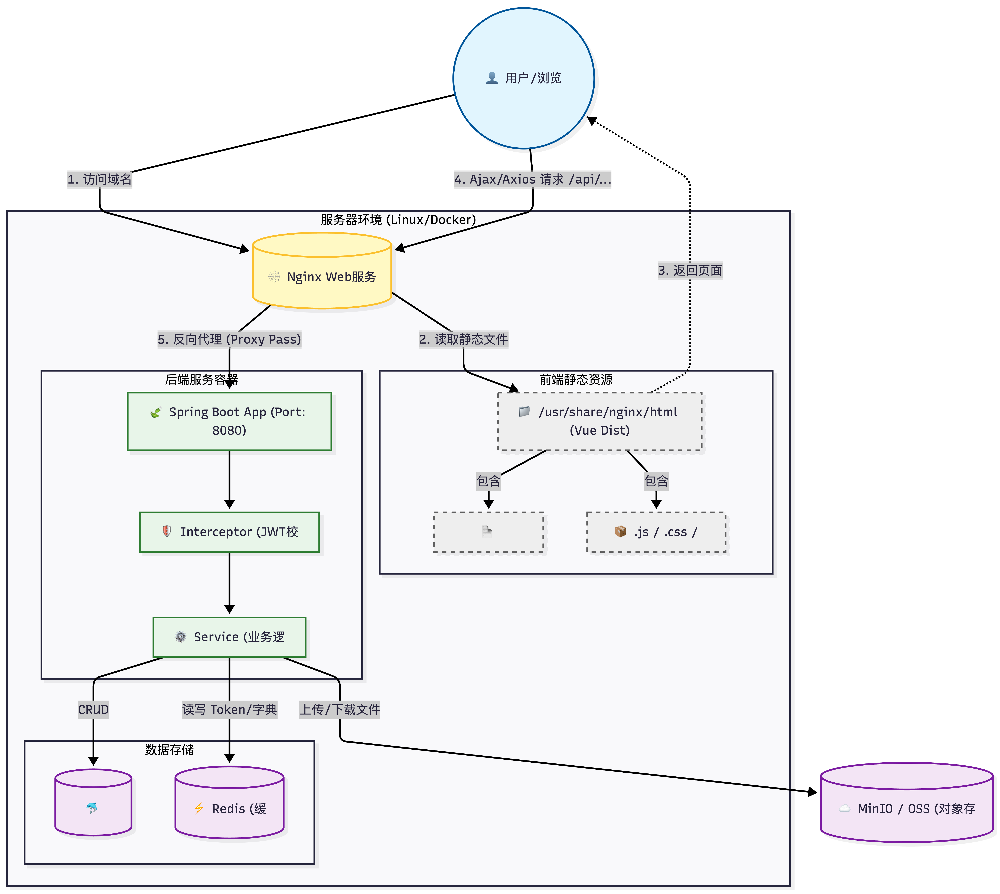 用户/浏览
1. 访问域名
4. Ajax/Axios 请求 /api/...
服务器环境 (Linux/Docker)
Nginx Web服务
3. 返回页面
5. 反向代理 (Proxy Pass)
2. 读取静态文件
后端服务容器
前端静态资源
Spring Boot App (Port:
8080)
/usr/share/nginx/html
(Vue Dist)
包含
包含
Interceptor (JWT校
.js / .css /
Service (业务逻
CRUD
读写 Token/字典
上传/下载文件
数据存储
Redis (缓
MinIO / OSS (对象存